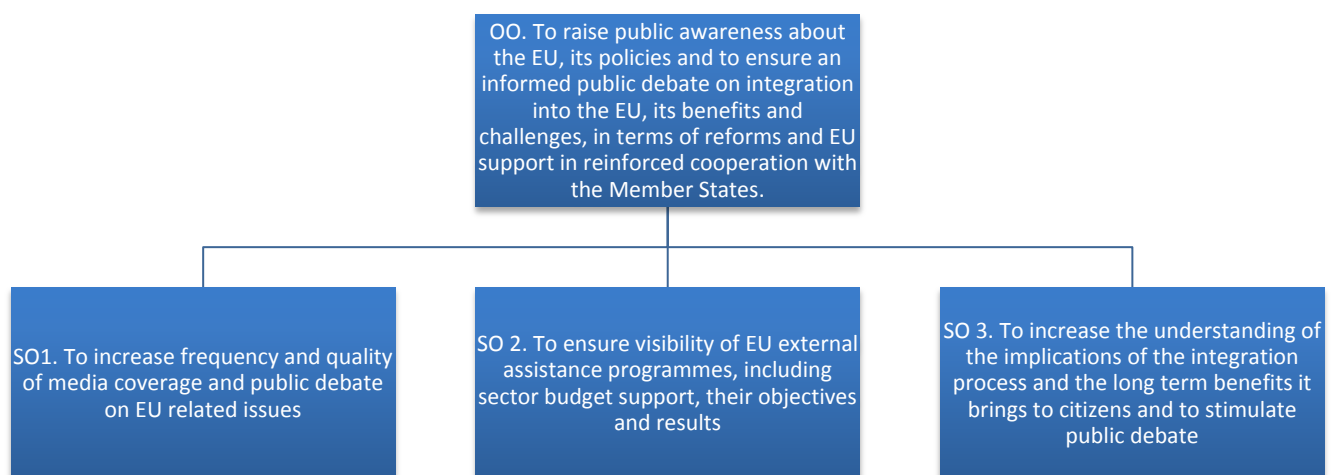 OO. To raise public awareness about
the EU, its policies and to ensure an
informed public debate on integration
into the EU, its benefits and
challenges, in terms of reforms and EU
support in reinforced cooperation with
the Member States.
SO1. To increase frequency and quality
of media coverage and public debate
on EU related issues
SO 2. To ensure visibility of EU external
assistance programmes, including
sector budget support, their objectives
and results
SO 3. To increase the understanding of
the implications of the integration
process and the long term benefits it
brings to citizens and to stimulate
public debate